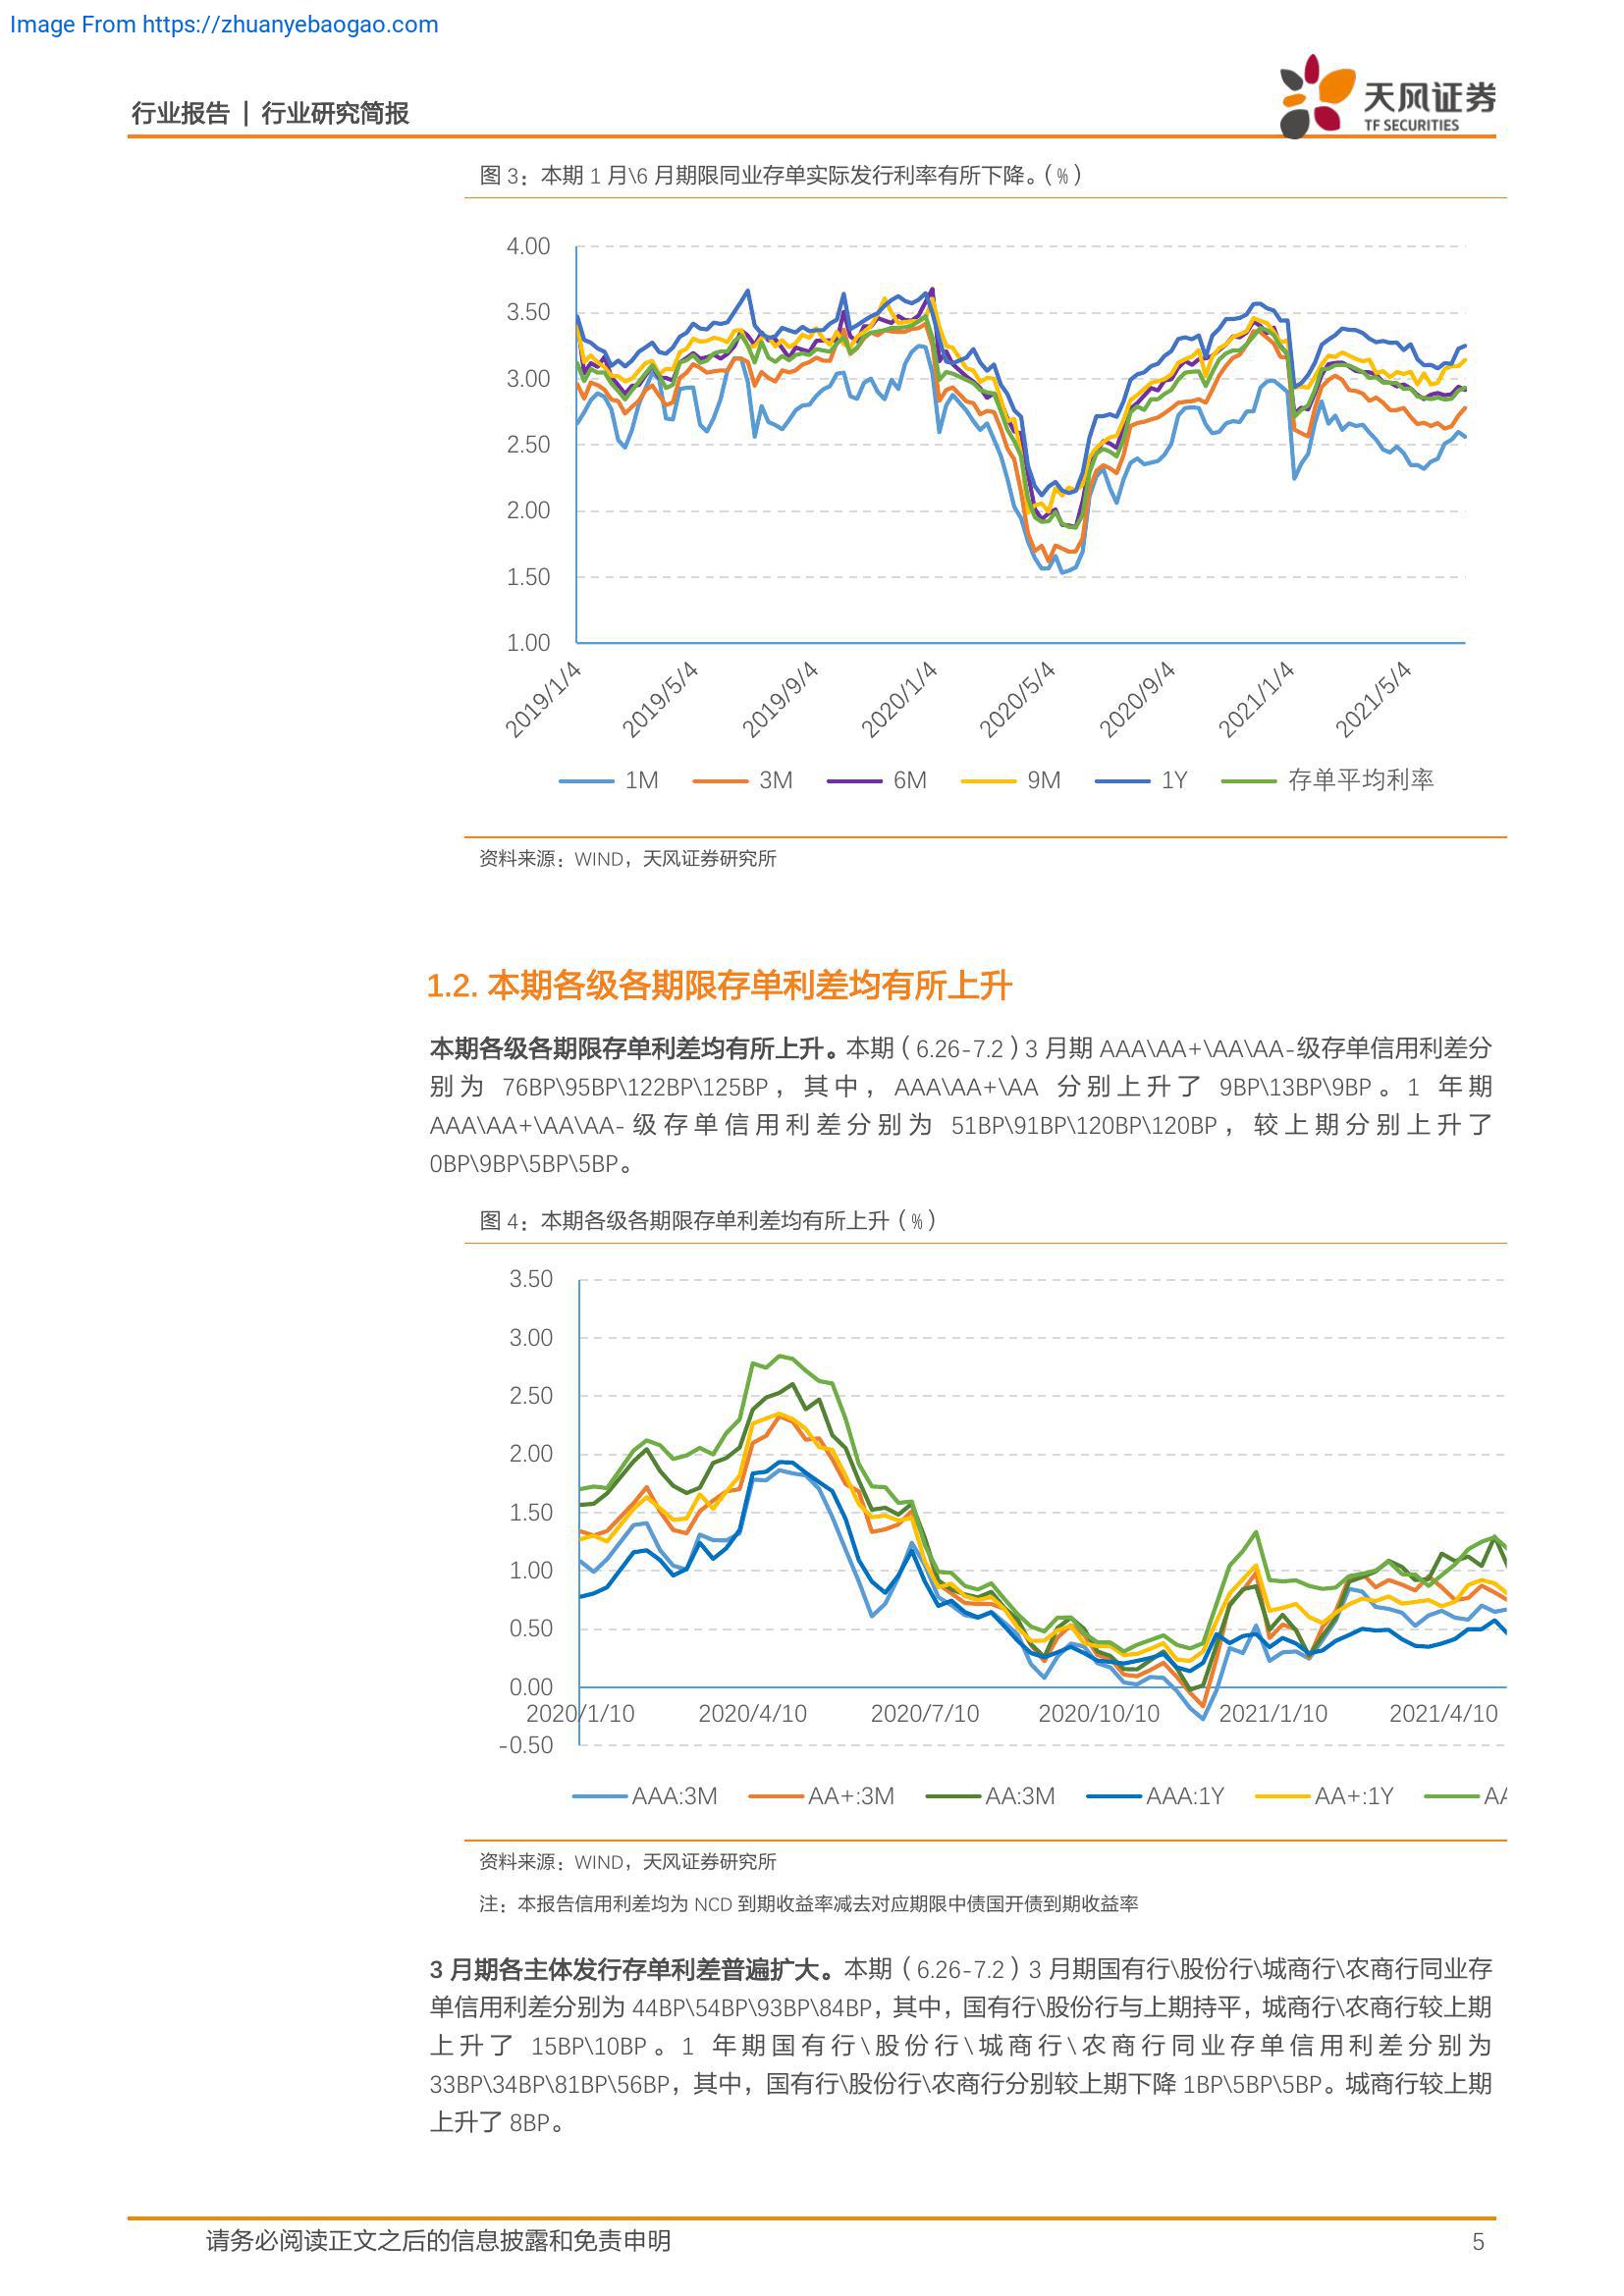 Image From https://zhuanyebaogao.com
行业报告 | 行业研究简报
天风证券
TF SECURITIES
图 3：本期 1 月\6 月期限同业存单实际发行利率有所下降。（%）
4.00
3.50
3.00
2.50
2.00
1.50
1.00
2019/1/4 2019/5/4 2019/9/4 2020/1/4 2020/5/4 2020/9/4 2021/1/4 2021/5/4
1M 3M 6M 9M 1Y 存单平均利率
资料来源：WIND，天风证券研究所
1.2. 本期各级各期限存单利差均有所上升
本期各级各期限存单利差均有所上升。本期（6.26-7.2）3 月期 AAA\AA+\AA\AA-级存单信用利差分
别为 76BP\95BP\122BP\125BP，其中，AAA\AA+\AA 分别上升了 9BP\13BP\9BP。1 年期
AAA\AA+\AA\AA-级存单信用利差分别为 51BP\91BP\120BP\120BP，较上期分别上升了
0BP\9BP\5BP\5BP。
图 4：本期各级各期限存单利差均有所上升（%）
3.50
3.00
2.50
2.00
1.50
1.00
0.50
0.00
2020/1/10 2020/4/10 2020/7/10 2020/10/10 2021/1/10 2021/4/10
-0.50
AAA:3M AA+:3M AA:3M AAA:1Y AA+:1Y AA
资料来源：WIND，天风证券研究所
注：本报告信用利差均为 NCD 到期收益率减去对应期限中债国开债到期收益率
3 月期各主体发行存单利差普遍扩大。本期（6.26-7.2）3 月期国有行\股份行\城商行\农商行同业存
单信用利差分别为 44BP\54BP\93BP\84BP，其中，国有行\股份行与上期持平，城商行\农商行较上期
上升了 15BP\10BP。1 年期国有行\股份行\城商行\农商行同业存单信用利差分别为
33BP\34BP\81BP\56BP，其中，国有行\股份行\农商行分别较上期下降 1BP\5BP\5BP。城商行较上期
上升了 8BP。
请务必阅读正文之后的信息披露和免责申明 5